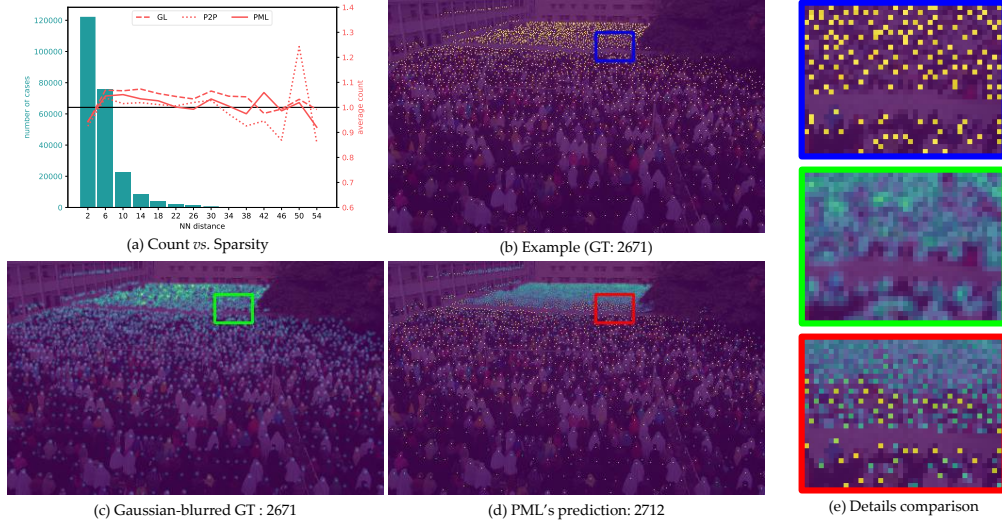 GL P2P PML
120000
100000
80000
60000
40000
20000
0
number of cases
1.4
1.3
1.2
1.1
1.0
0.9
0.8
0.7
0.6
average count
2 6 10 14 18 22 26 30 34 38 42 46 50 54
NN distance
(a) Count vs. Sparsity
(b) Example (GT: 2671)
(c) Gaussian-blurred GT : 2671
(d) PML's prediction: 2712
(e) Details comparison